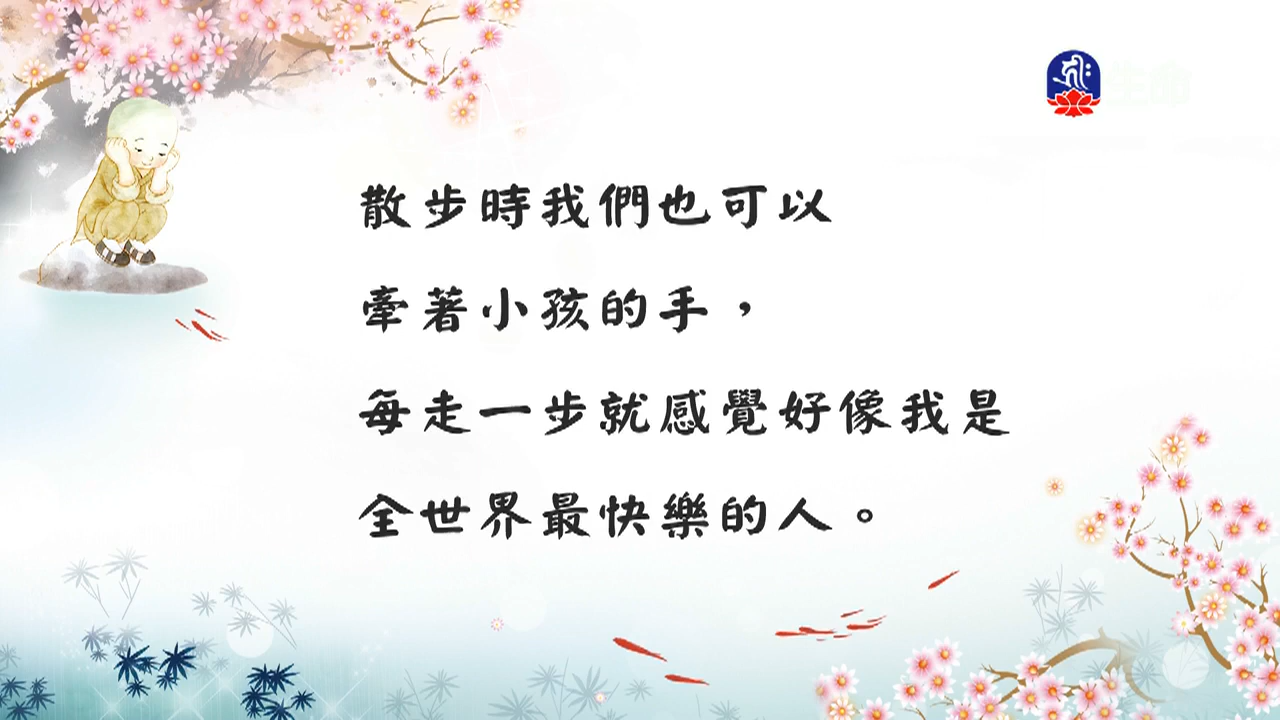 散步時我們也可以
牽著小孩的手，
每走一步就感覺好像我是
全世界最快樂的人。